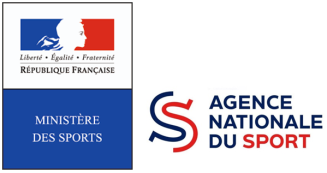 Liberté • Égalité • Fraternité
RÉPUBLIQUE FRANÇAISE
MINISTÈRE
DES SPORTS
AGENCE
NATIONALE
DU SPORT